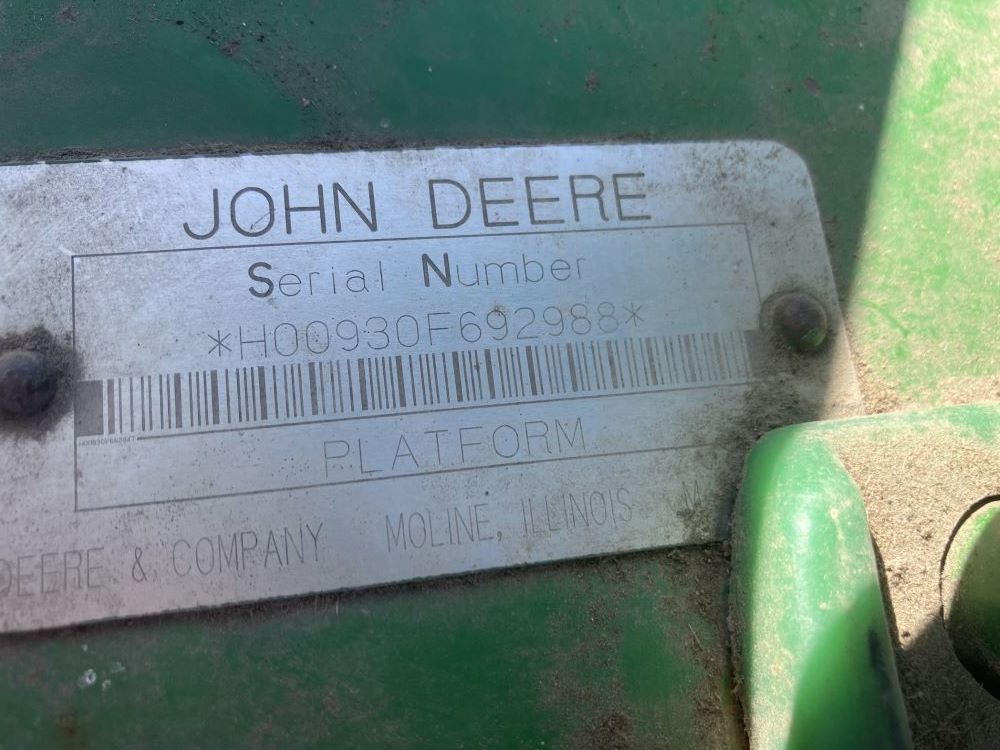 JOHN DEERE
Serial Number
*H00930F692988*
PLATFORM
DEERE & COMPANY MOLINE, ILLINOIS